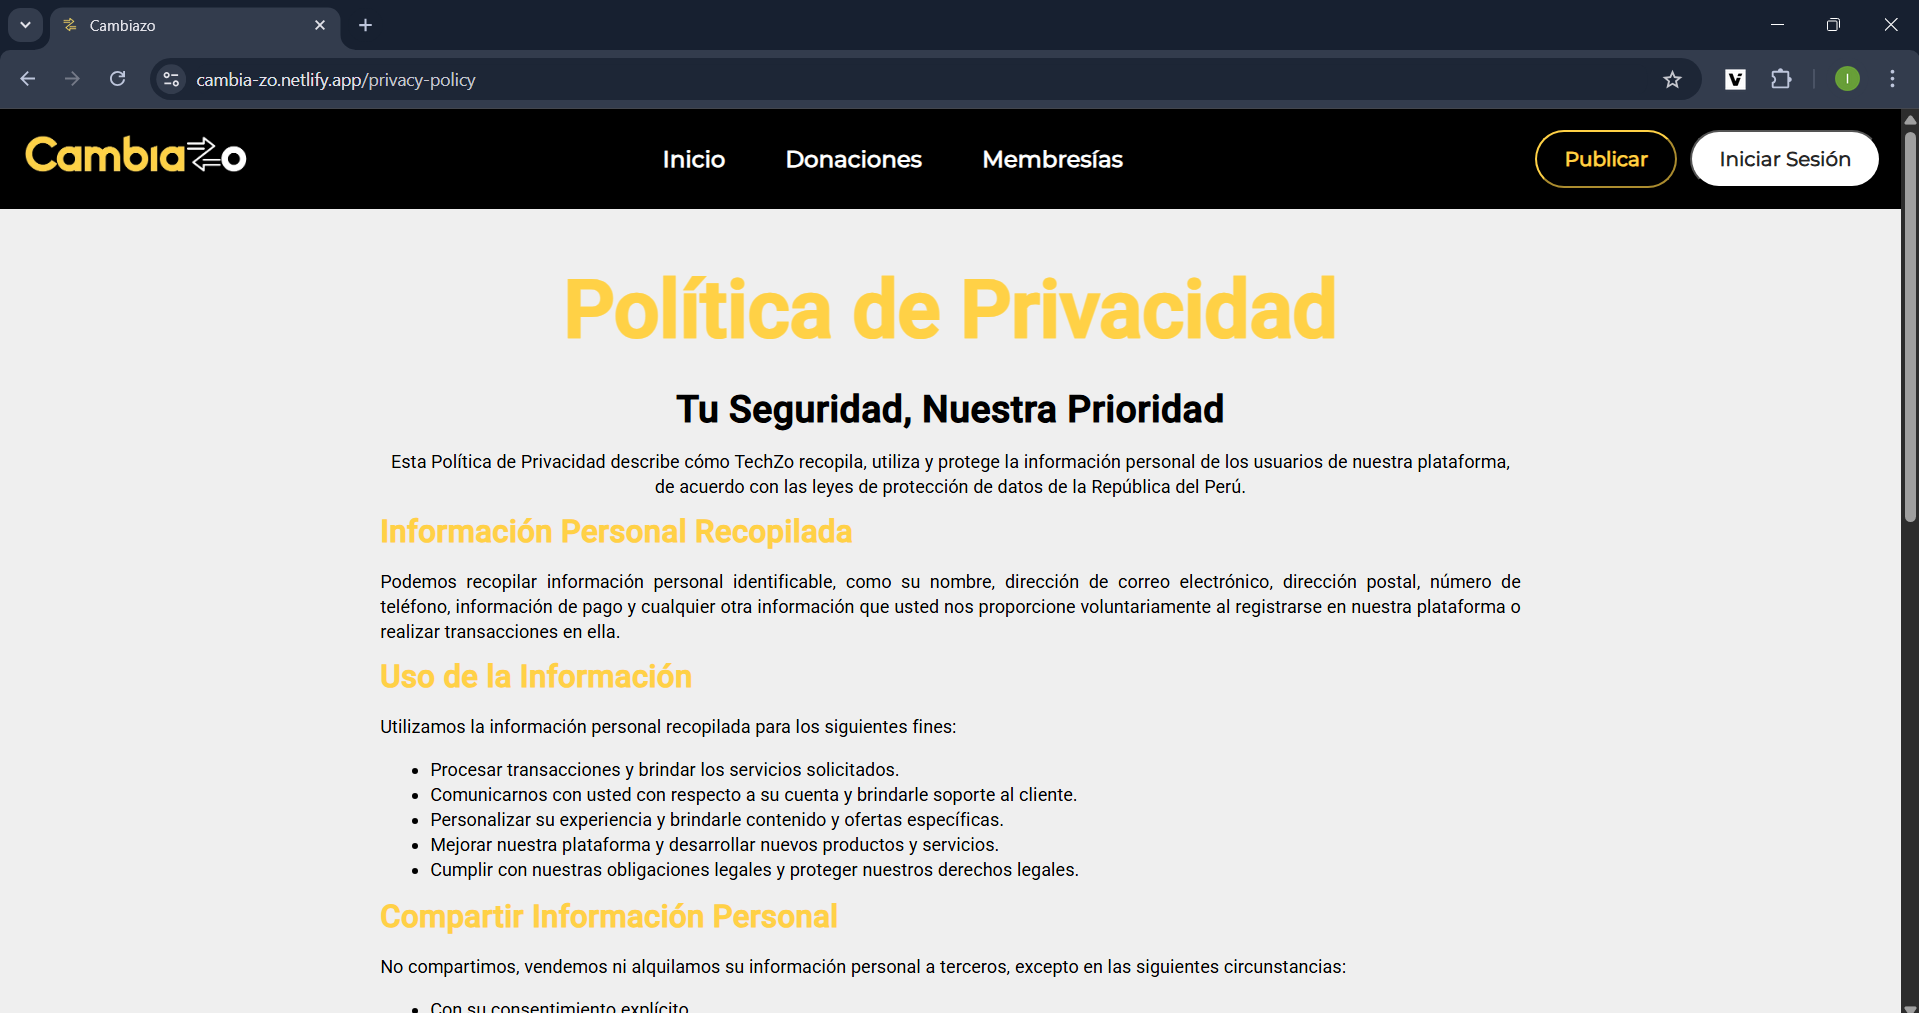 Cambiazo
cambia-zo.netlify.app/privacy-policy
I
Cambiazo
Inicio
Donaciones
Membresías
Publicar
Iniciar Sesión
Política de Privacidad
Tu Seguridad, Nuestra Prioridad
Esta Política de Privacidad describe cómo TechZo recopila, utiliza y protege la información personal de los usuarios de nuestra plataforma,
de acuerdo con las leyes de protección de datos de la República del Perú.
Información Personal Recopilada
Podemos recopilar información personal identificable, como su nombre, dirección de correo electrónico, dirección postal, número de
teléfono, información de pago y cualquier otra información que usted nos proporcione voluntariamente al registrarse en nuestra plataforma o
realizar transacciones en ella.
Uso de la Información
Utilizamos la información personal recopilada para los siguientes fines:
• Procesar transacciones y brindar los servicios solicitados.
• Comunicarnos con usted con respecto a su cuenta y brindarle soporte al cliente.
• Personalizar su experiencia y brindarle contenido y ofertas específicas.
• Mejorar nuestra plataforma y desarrollar nuevos productos y servicios.
• Cumplir con nuestras obligaciones legales y proteger nuestros derechos legales.
Compartir Información Personal
No compartimos, vendemos ni alquilamos su información personal a terceros, excepto en las siguientes circunstancias:
• Con su consentimiento explícito